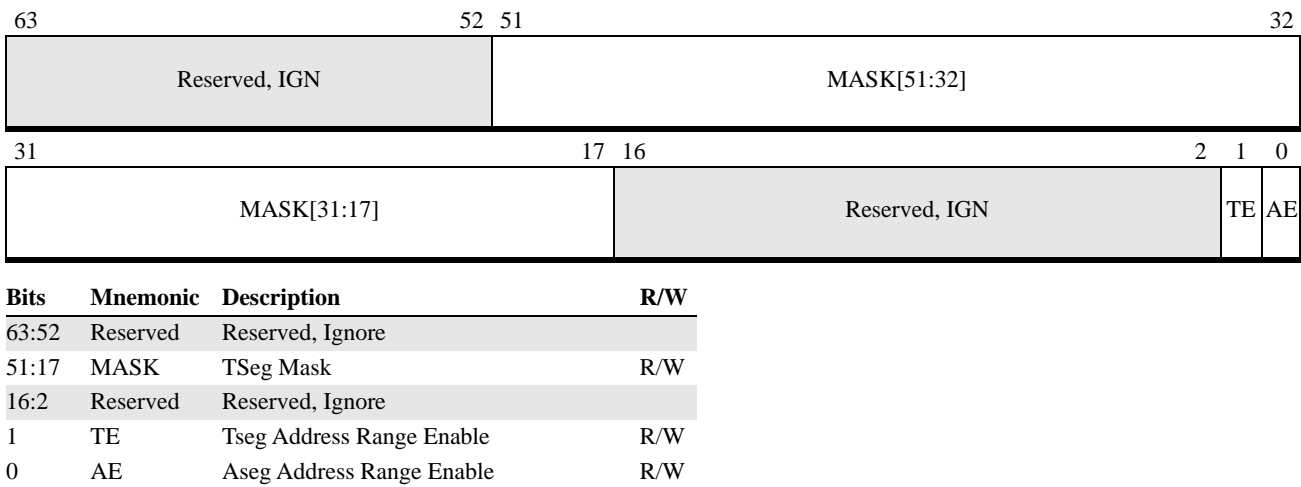 63 52 51 32
Reserved, IGN MASK[51:32]
31 17 16 2 1 0
MASK[31:17] Reserved, IGN TE AE
Bits Mnemonic Description R/W
63:52 Reserved Reserved, Ignore
51:17 MASK TSeg Mask R/W
16:2 Reserved Reserved, Ignore
1 TE Tseg Address Range Enable R/W
0 AE Aseg Address Range Enable R/W